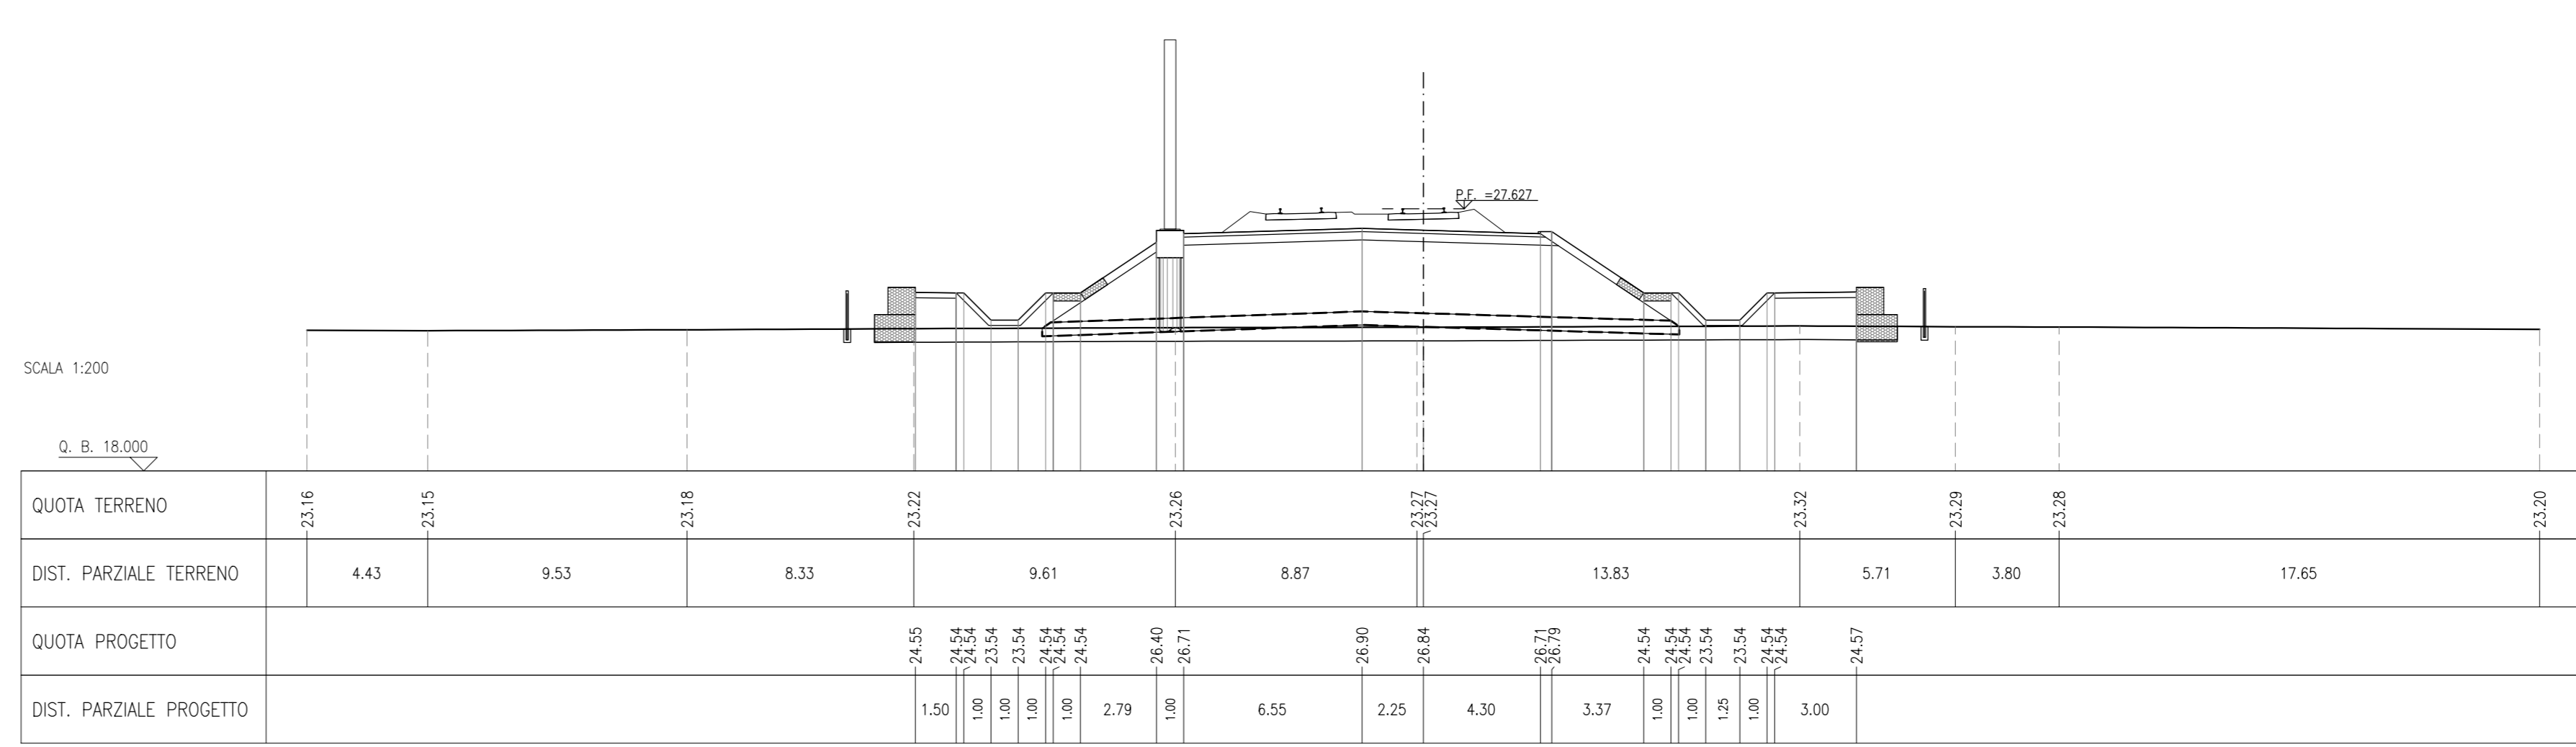 P.F. =27.627
SCALA 1:200
Q. B. 18.000
QUOTA TERRENO 23.16 23.15 23.18 23.22 23.26 23.27 23.27 23.32 23.29 23.28 23.20
DIST. PARZIALE TERRENO 4.43 9.53 8.33 9.61 8.87 13.83 5.71 3.80 17.65
QUOTA PROGETTO 24.55 24.54 24.54 23.54 23.54 24.54 24.54 24.54 26.40 26.71 26.90 26.84 26.71 26.79 24.54 24.54 24.54 23.54 23.54 24.54 24.54 24.57
DIST. PARZIALE PROGETTO 1.50 1.00 1.00 1.00 1.00 2.79 1.00 6.55 2.25 4.30 3.37 1.00 1.00 1.25 1.00 3.00